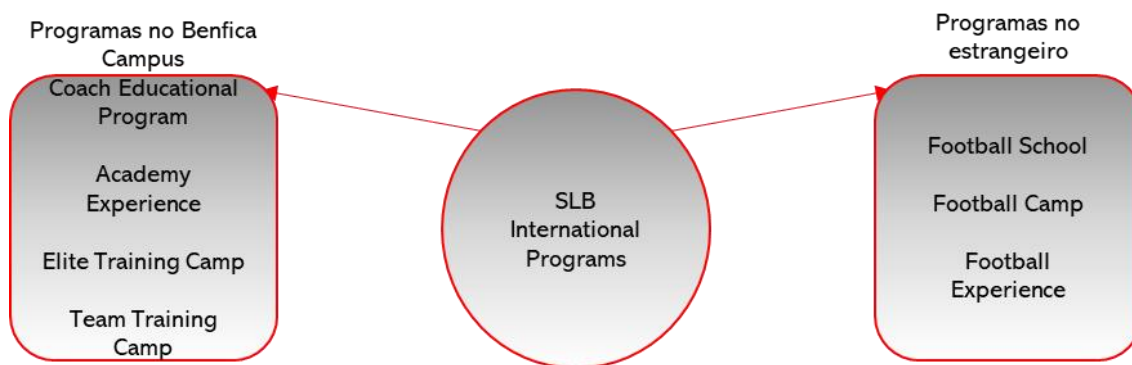 Programas no Benfica
Campus
Coach Educational
Program
Academy
Experience
Elite Training Camp
Team Training
Camp
SLB
International
Programs
Programas no
estrangeiro
Football School
Football Camp
Football
Experience